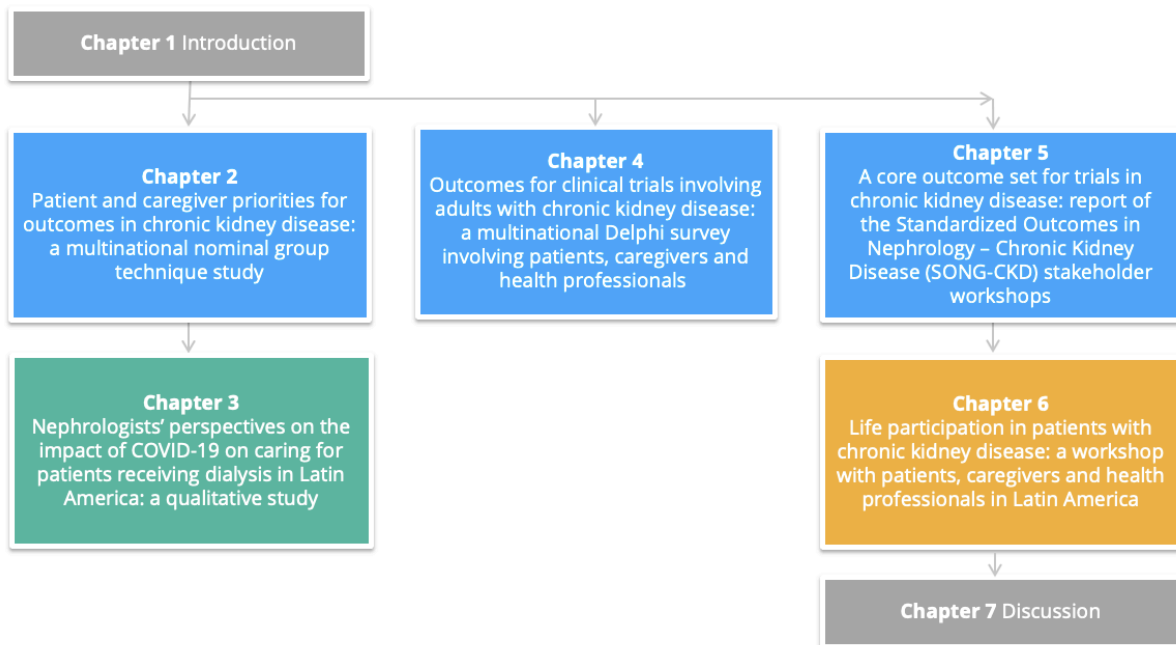 Chapter 1 Introduction
Chapter 2
Patient and caregiver priorities for
outcomes in chronic kidney disease:
a multinational nominal group
technique study
Chapter 4
Outcomes for clinical trials involving
adults with chronic kidney disease:
a multinational Delphi survey
involving patients, caregivers and
health professionals
Chapter 5
A core outcome set for trials in
chronic kidney disease: report of
the Standardized Outcomes in
Nephrology – Chronic Kidney
Disease (SONG-CKD) stakeholder
workshops
Chapter 3
Nephrologists’ perspectives on the
impact of COVID-19 on caring for
patients receiving dialysis in Latin
America: a qualitative study
Chapter 6
Life participation in patients with
chronic kidney disease: a workshop
with patients, caregivers and health
professionals in Latin America
Chapter 7 Discussion